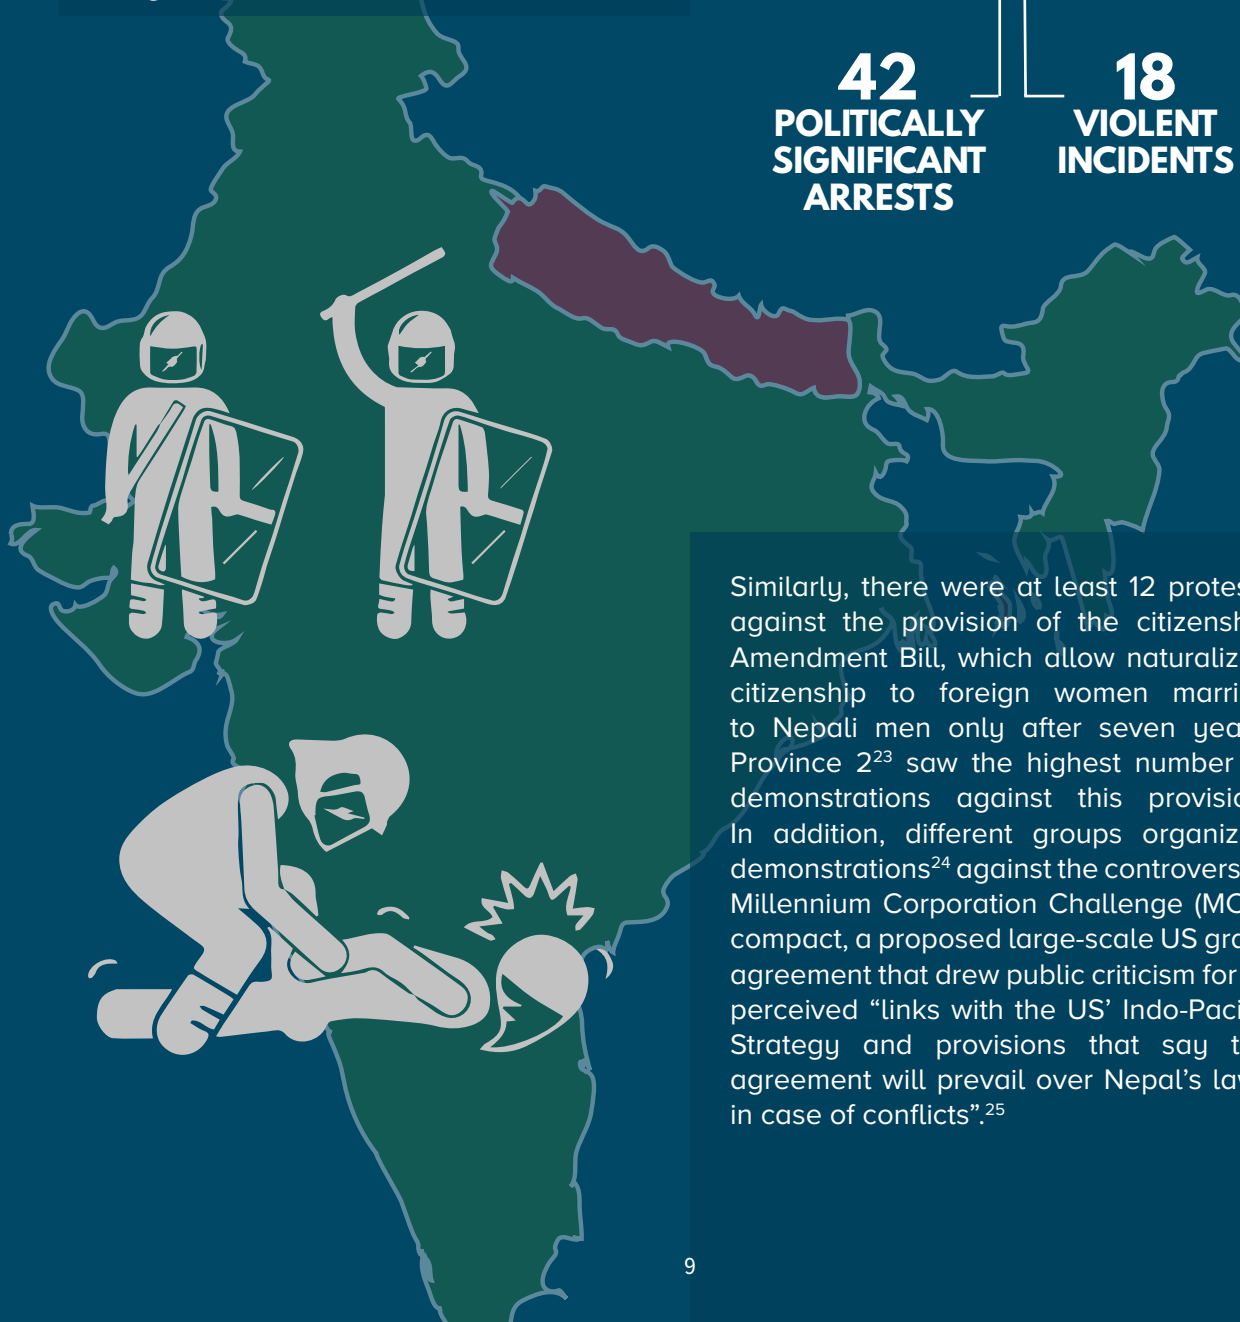 42
POLITICALLY
SIGNIFICANT
ARRESTS
18
VIOLENT
INCIDENTS
Similarly, there were at least 12
against the provision of the
Amendment Bill, which allow
citizenship to foreign women
to Nepali men only after seven
Province 2²³ saw the highest number
demonstrations against this
In addition, different groups
demonstrations²⁴ against the
Millennium Corporation Challenge
compact, a proposed large-scale US
agreement that drew public criticism for
perceived “links with the US’
Strategy and provisions that say
agreement will prevail over Nepal’s
in case of conflicts”.²⁵
9